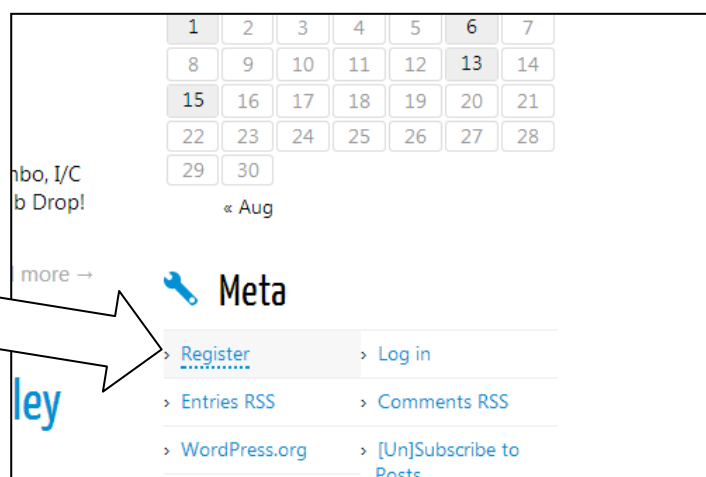 1 2 3 4 5 6 7
8 9 10 11 12 13 14
15 16 17 18 19 20 21
22 23 24 25 26 27 28
29 30
« Aug
I/C
b Drop!
more →
Meta
› Register › Log in
ley
› Entries RSS › Comments RSS
› WordPress.org › [Un]Subscribe to
Posts